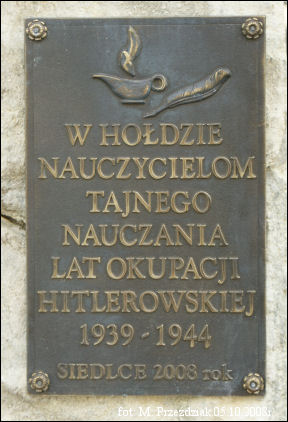 W HOŁDZIE
NAUCZYCIELOM
TAJNEGO
NAUCZANIA
LAT OKUPACJI
HITLEROWSKIEJ
1939 - 1944
SIEDLCE 2008 rok
fot. M. Przeździak 05.10.2008r.